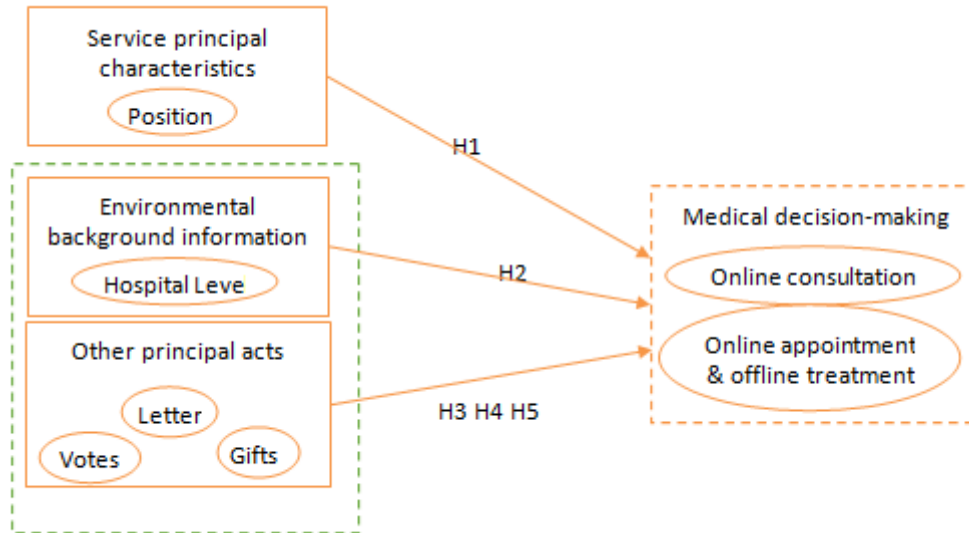 Service principal
characteristics
Position
H1
Environmental
background information
Hospital Leve
H2
Other principal acts
Letter
Votes
Gifts
H3 H4 H5
Medical decision-making
Online consultation
Online appointment
& offline treatment